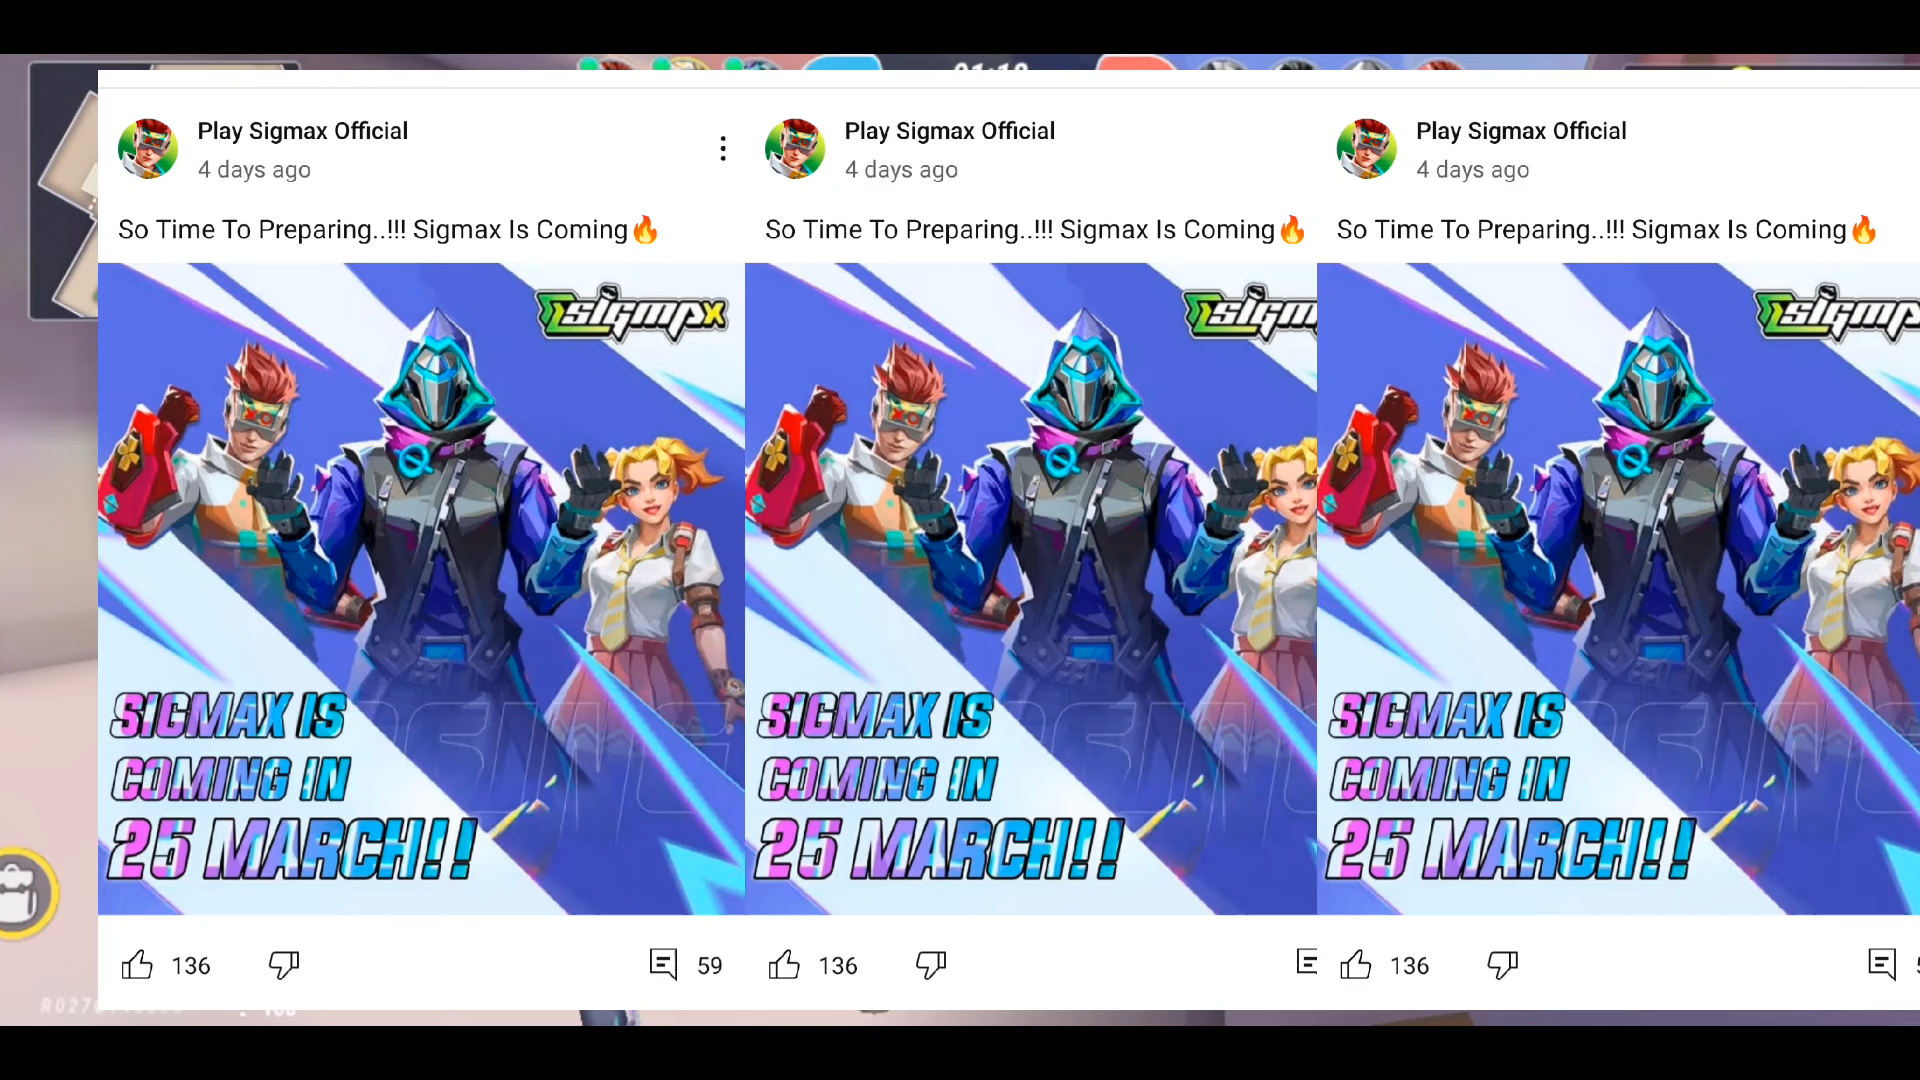 01:12
Play Sigmax Official
4 days ago
So Time To Preparing..!!! Sigmax Is Coming🔥
SIGMAX
SIGMAX IS
COMING IN
25 MARCH!!
136
59
Play Sigmax Official
4 days ago
So Time To Preparing..!!! Sigmax Is Coming🔥
SIGMAX IS
COMING IN
25 MARCH!!
136
Play Sigmax Official
4 days ago
So Time To Preparing..!!! Sigmax Is Coming🔥
SIGMAX IS
COMING IN
25 MARCH!!
136